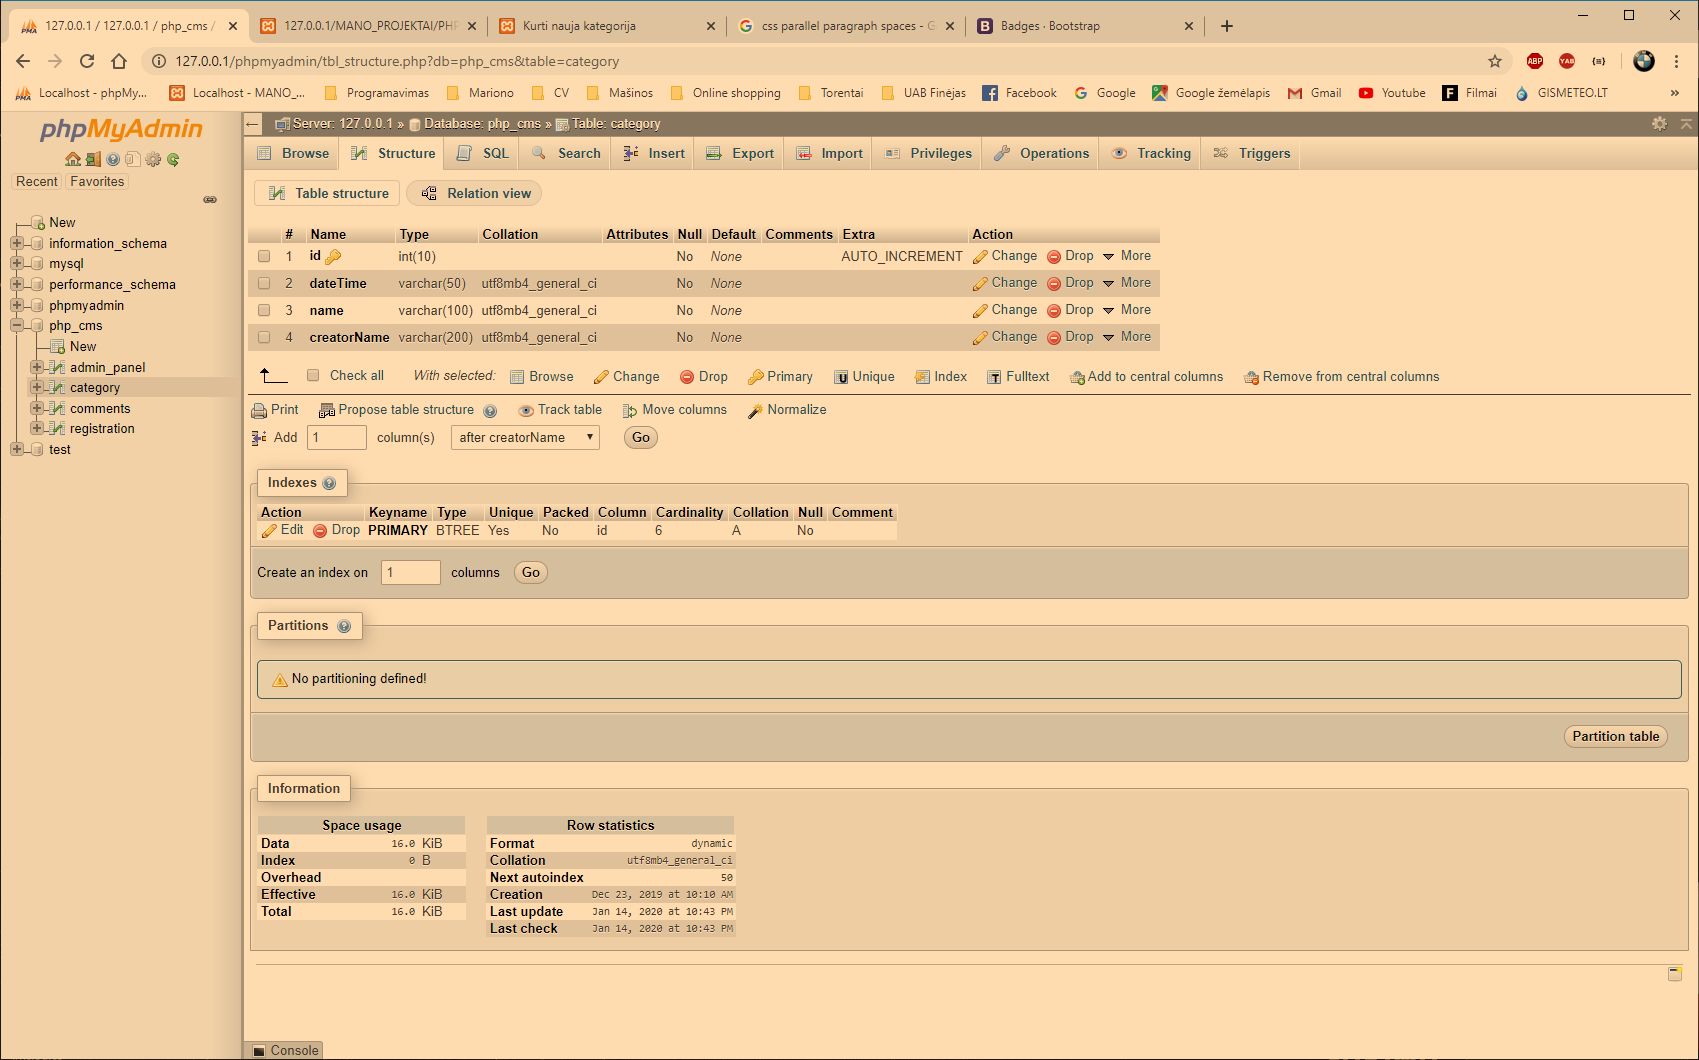 127.0.0.1 / 127.0.0.1 / php_cms /
127.0.0.1/MANO_PROJEKTAI/PHP
Kurti nauja kategorija
css parallel paragraph spaces - G
Badges · Bootstrap
127.0.0.1/phpmyadmin/tbl_structure.php?db=php_cms&table=category
ABP
YAB
Localhost - phpMy...
Localhost - MANO_...
Programavimas
Mariono
CV
Mašinos
Online shopping
Torentai
UAB Finėjas
Facebook
Google
Google žemėlapis
Gmail
Youtube
Filmai
GISMETEO.LT
»
phpMyAdmin
Recent Favorites
New
information_schema
mysql
performance_schema
phpmyadmin
php_cms
New
admin_panel
category
comments
registration
test
Server: 127.0.0.1 » Database: php_cms » Table: category
Browse Structure SQL Search Insert Export Import Privileges Operations Tracking Triggers
Table structure Relation view
# Name Type Collation Attributes Null Default Comments Extra Action
1 id int(10) No None AUTO_INCREMENT Change Drop More
2 dateTime varchar(50) utf8mb4_general_ci No None Change Drop More
3 name varchar(100) utf8mb4_general_ci No None Change Drop More
4 creatorName varchar(200) utf8mb4_general_ci No None Change Drop More
Check all With selected: Browse Change Drop Primary Unique Index Fulltext Add to central columns Remove from central columns
Print Propose table structure Track table Move columns Normalize
Add 1 column(s) after creatorName Go
Indexes
Action Keyname Type Unique Packed Column Cardinality Collation Null Comment
Edit Drop PRIMARY BTREE Yes No id 6 A No
Create an index on 1 columns Go
Partitions
No partitioning defined!
Partition table
Information
Space usage
Data 16.0 KiB
Index 0 B
Overhead
Effective 16.0 KiB
Total 16.0 KiB
Row statistics
Format dynamic
Collation utf8mb4_general_ci
Next autoindex 50
Creation Dec 23, 2019 at 10:10 AM
Last update Jan 14, 2020 at 10:43 PM
Last check Jan 14, 2020 at 10:43 PM
Console